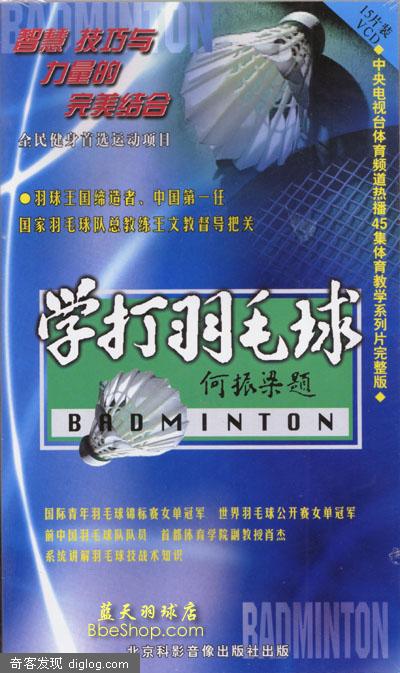 BADMINTON
15片装
VCD
智慧 技巧与
力量的
完美结合
全民健身首选运动项目
●羽球王国缔造者、中国第一任
国家羽毛球队总教练王文教督导把关
◆中央电视台体育频道热播45集体育教学系列片完整版◆
学打羽毛球
何振梁题
BADMINTON
国际青年羽毛球锦标赛女单冠军 世界羽毛球公开赛女单冠军
前中国羽毛球队队员 首都体育学院副教授肖杰
系统讲解羽毛球技战术知识
蓝天羽球店
BbeShop.com
BADMINTON
北京科影音像出版社出版
奇客发现 diglog.com